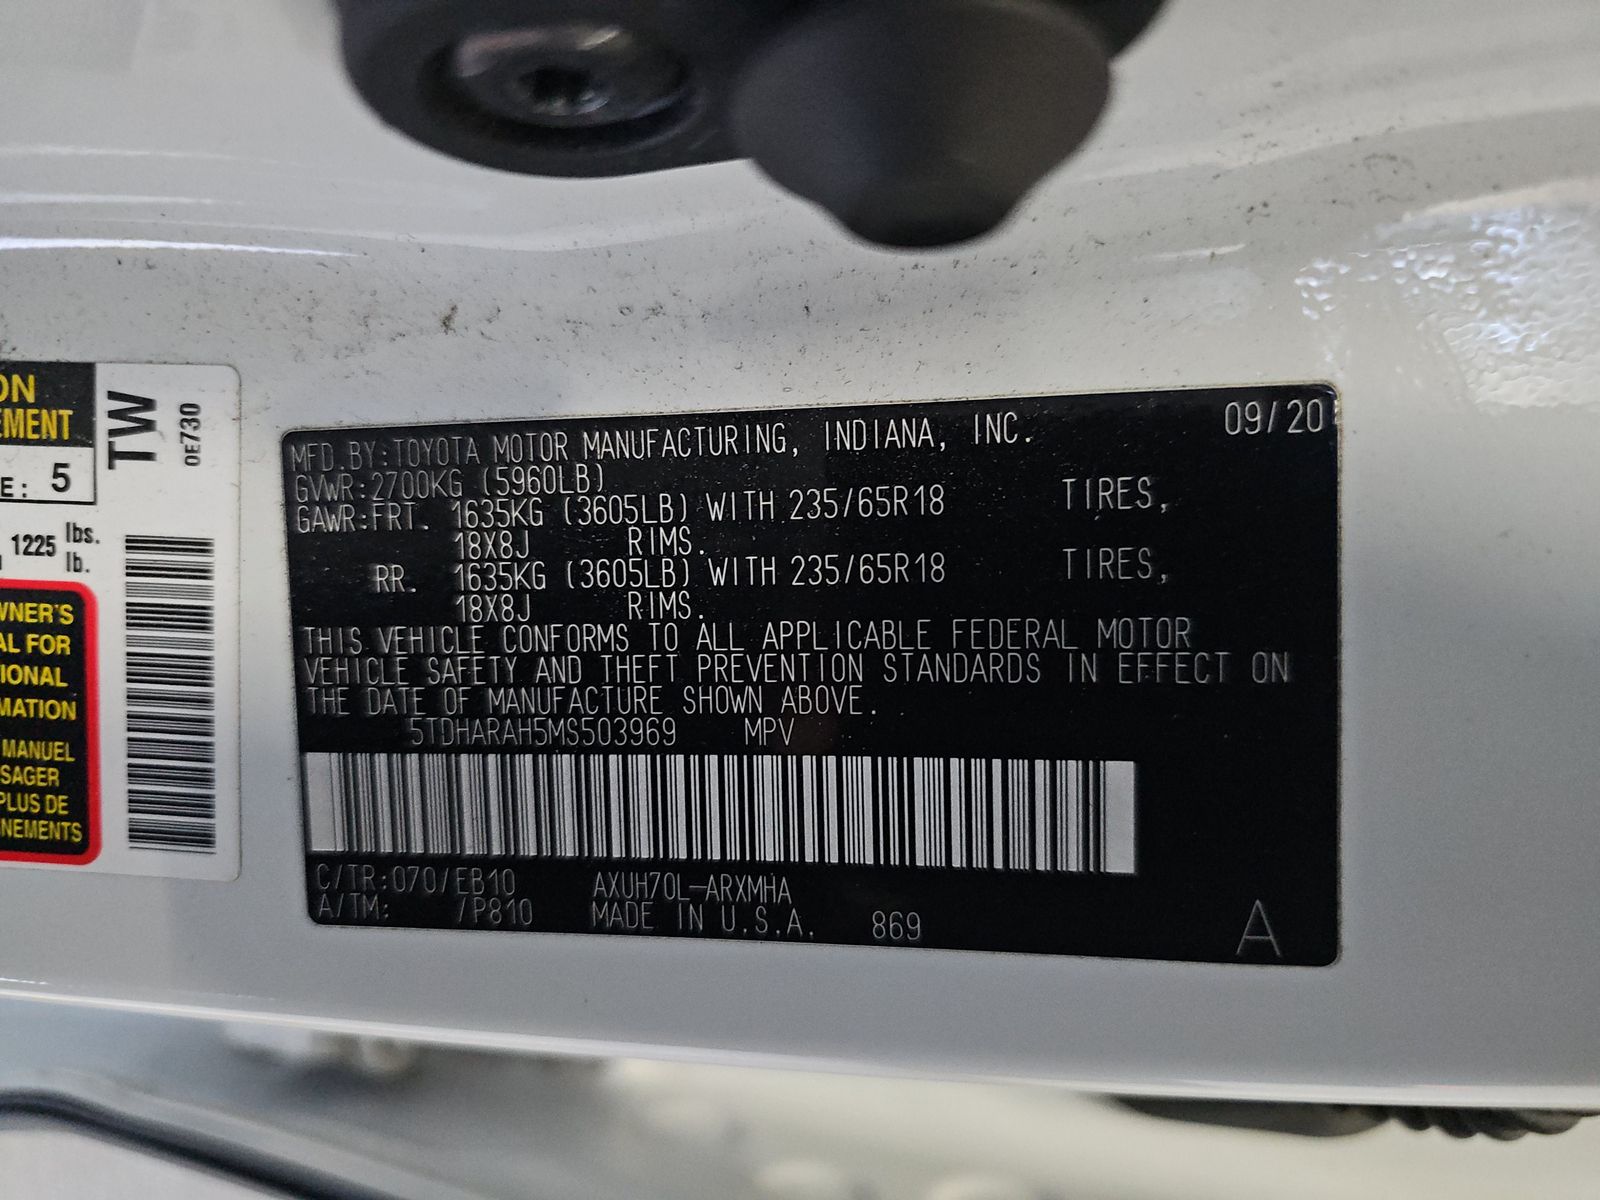 ON
EMENT
E: 5
1225 lbs.
lb.
WNER'S
AL FOR
IONAL
MATION
MANUEL
SAGER
PLUS DE
NEMENTS
TW
0E730
MFD.BY:TOYOTA MOTOR MANUFACTURING, INDIANA, INC. 09/20
GVWR:2700KG (5960LB)
GAWR:FRT. 1635KG (3605LB) WITH 235/65R18 TIRES,
18X8J RIMS.
RR. 1635KG (3605LB) WITH 235/65R18 TIRES,
18X8J RIMS.
THIS VEHICLE CONFORMS TO ALL APPLICABLE FEDERAL MOTOR
VEHICLE SAFETY AND THEFT PREVENTION STANDARDS IN EFFECT ON
THE DATE OF MANUFACTURE SHOWN ABOVE.
5TDHARAH5MS503969 MPV
C/TR:070/EB10 AXUH70L-ARXMHA
A/TM: /P810 MADE IN U.S.A. 869 A